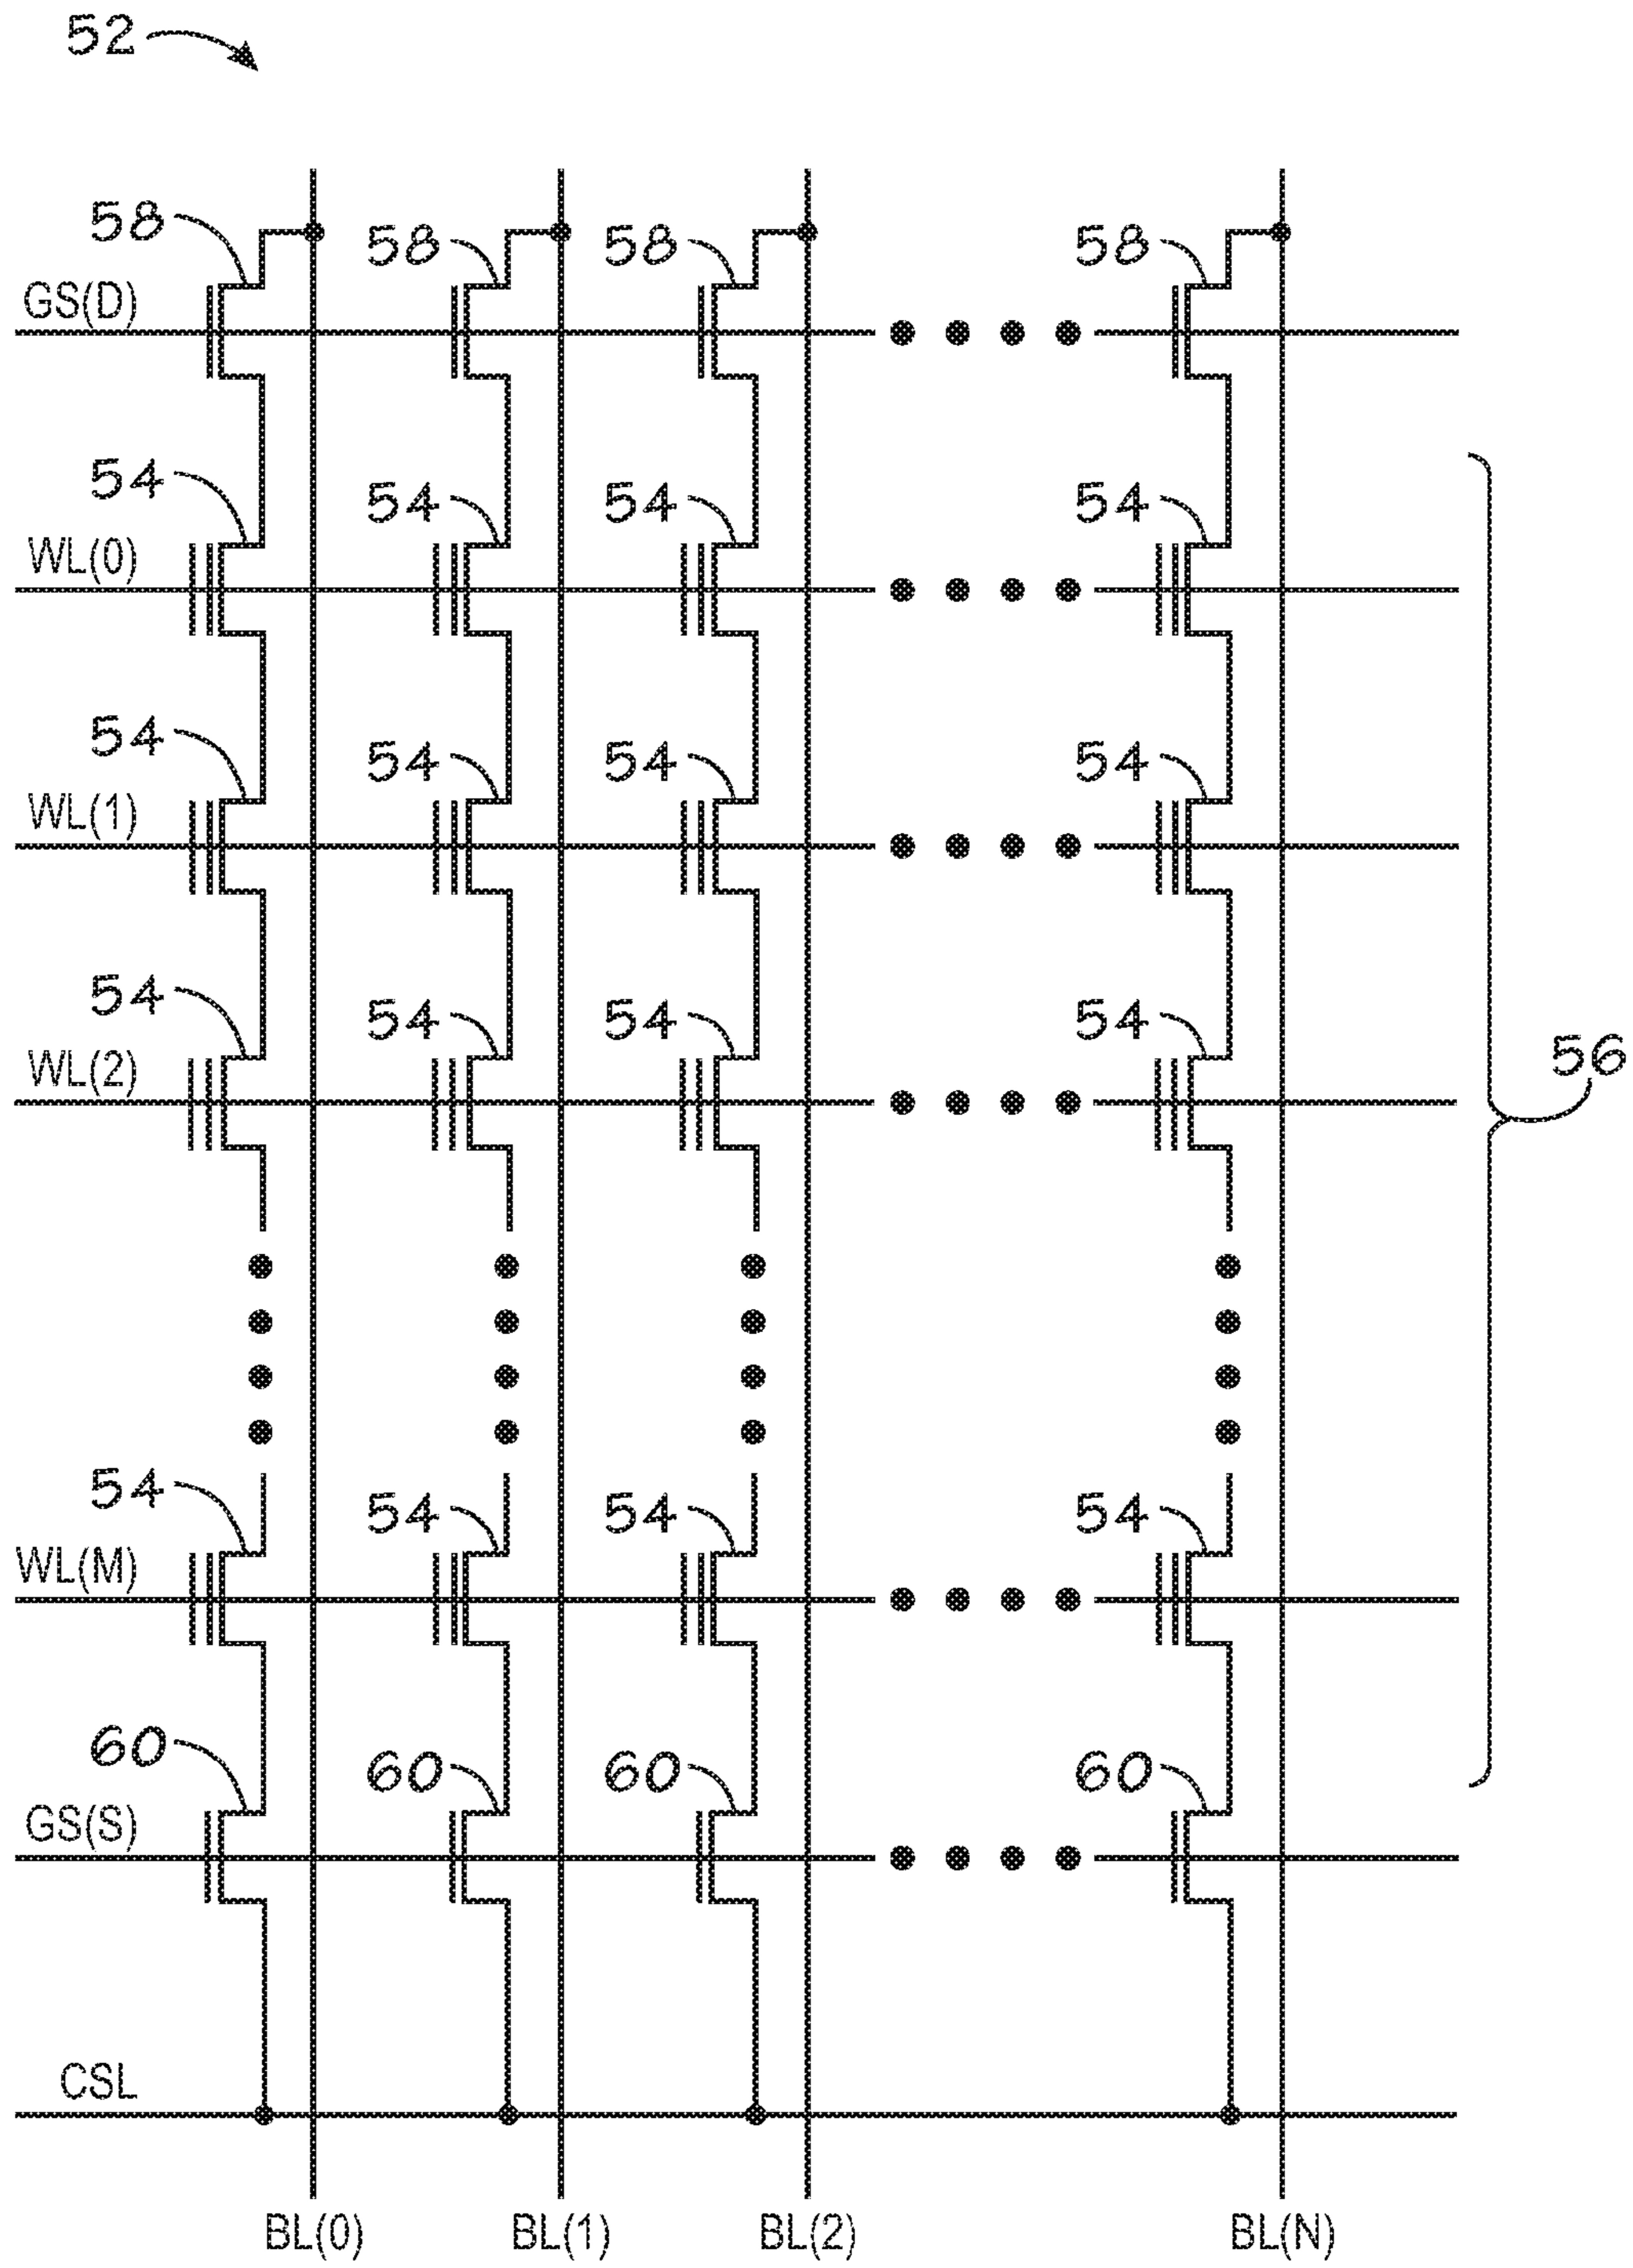 52
58 58 58 58
GS(D)
54 54 54 54
WL(0)
54 54 54 54
WL(1)
54 54 54 54
WL(2)
56
54 54 54 54
WL(M)
60 60 60 60
GS(S)
CSL
BL(0) BL(1) BL(2) BL(N)